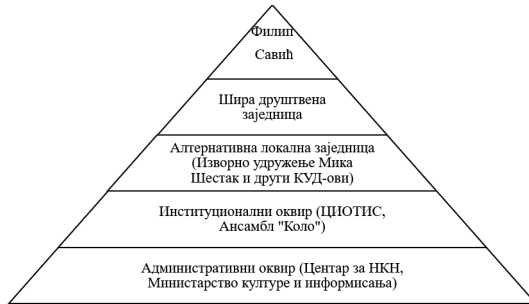 Филип
Савић
Шира друштвена
заједница
Алтернативна локална заједница
(Изворно удружење Мика
Шестак и други КУД-ови)
Институционални оквир (ЦИОТИС,
Ансамбл "Коло")
Административни оквир (Центар за НКН,
Министарство културе и информисања)